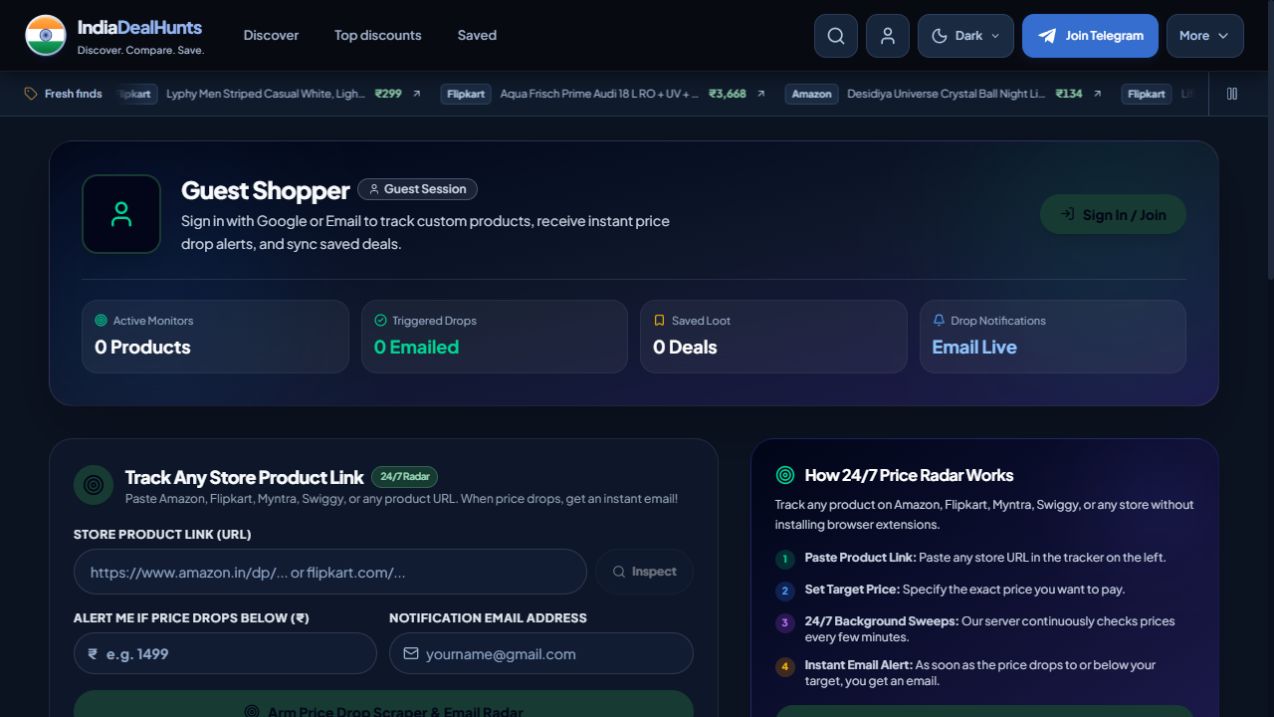 IndiaDealHunts
Discover. Compare. Save.
Discover
Top discounts
Saved
Dark
Join Telegram
More
Fresh finds
Flipkart
Lyphy Men Striped Casual White, Ligh...
₹299
Flipkart
Aqua Frisch Prime Audi 18 L RO + UV + ...
₹3,668
Amazon
Desidiya Universe Crystal Ball Night Li...
₹134
Flipkart
Guest Shopper
Guest Session
Sign in with Google or Email to track custom products, receive instant price
drop alerts, and sync saved deals.
Sign In / Join
Active Monitors
0 Products
Triggered Drops
0 Emailed
Saved Loot
0 Deals
Drop Notifications
Email Live
Track Any Store Product Link
24/7 Radar
Paste Amazon, Flipkart, Myntra, Swiggy, or any product URL. When price drops, get an instant email!
STORE PRODUCT LINK (URL)
https://www.amazon.in/dp/... or flipkart.com/...
Inspect
ALERT ME IF PRICE DROPS BELOW (₹)
₹ e.g. 1499
NOTIFICATION EMAIL ADDRESS
yourname@gmail.com
Arm Price Drop Scraper & Email Radar
How 24/7 Price Radar Works
Track any product on Amazon, Flipkart, Myntra, Swiggy, or any store without
installing browser extensions.
1 Paste Product Link: Paste any store URL in the tracker on the left.
2 Set Target Price: Specify the exact price you want to pay.
3 24/7 Background Sweeps: Our server continuously checks prices
every few minutes.
4 Instant Email Alert: As soon as the price drops to or below your
target, you get an email.